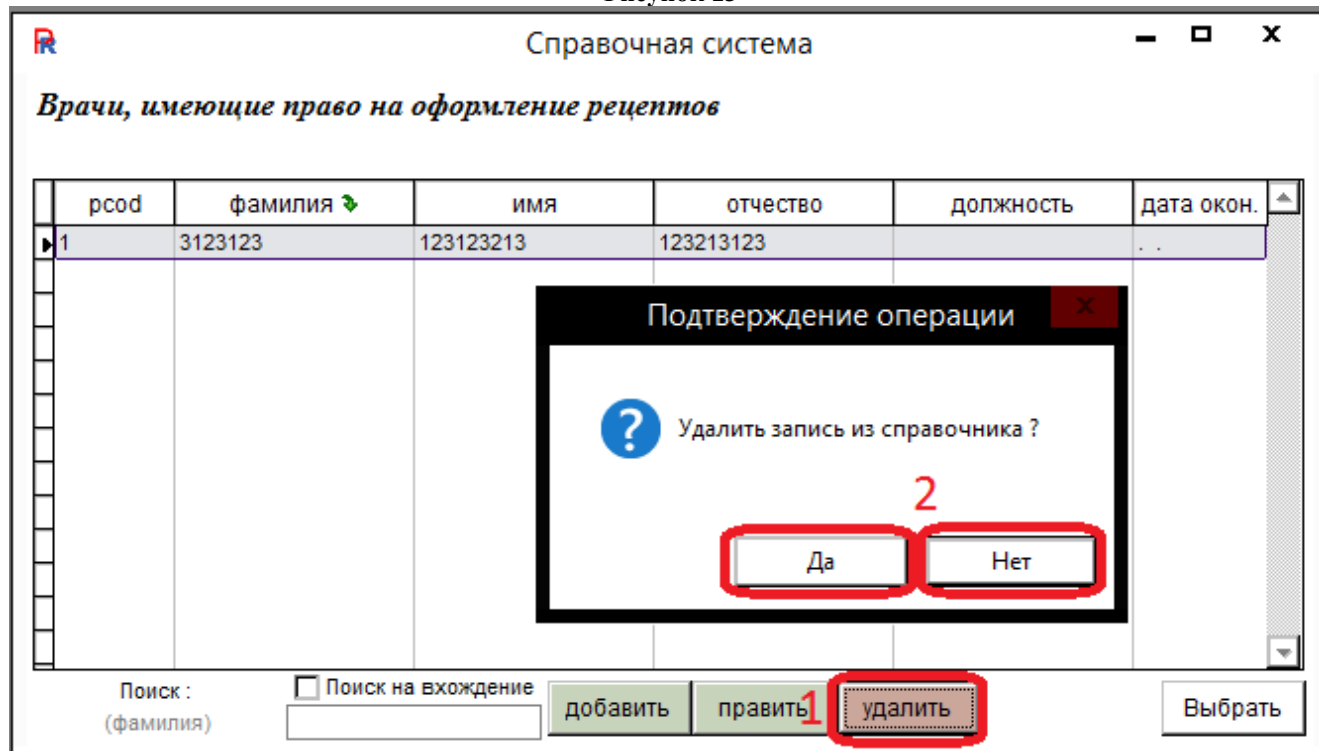 Справочная система
Врачи, имеющие право на оформление рецептов
pcod фамилия имя отчество должность дата окон.
1 3123123 123123213 123213123 . .
Подтверждение операции
Удалить запись из справочника ?
2
Да Нет
Поиск : Поиск на вхождение
(фамилия)
добавить править 1 удалить Выбрать